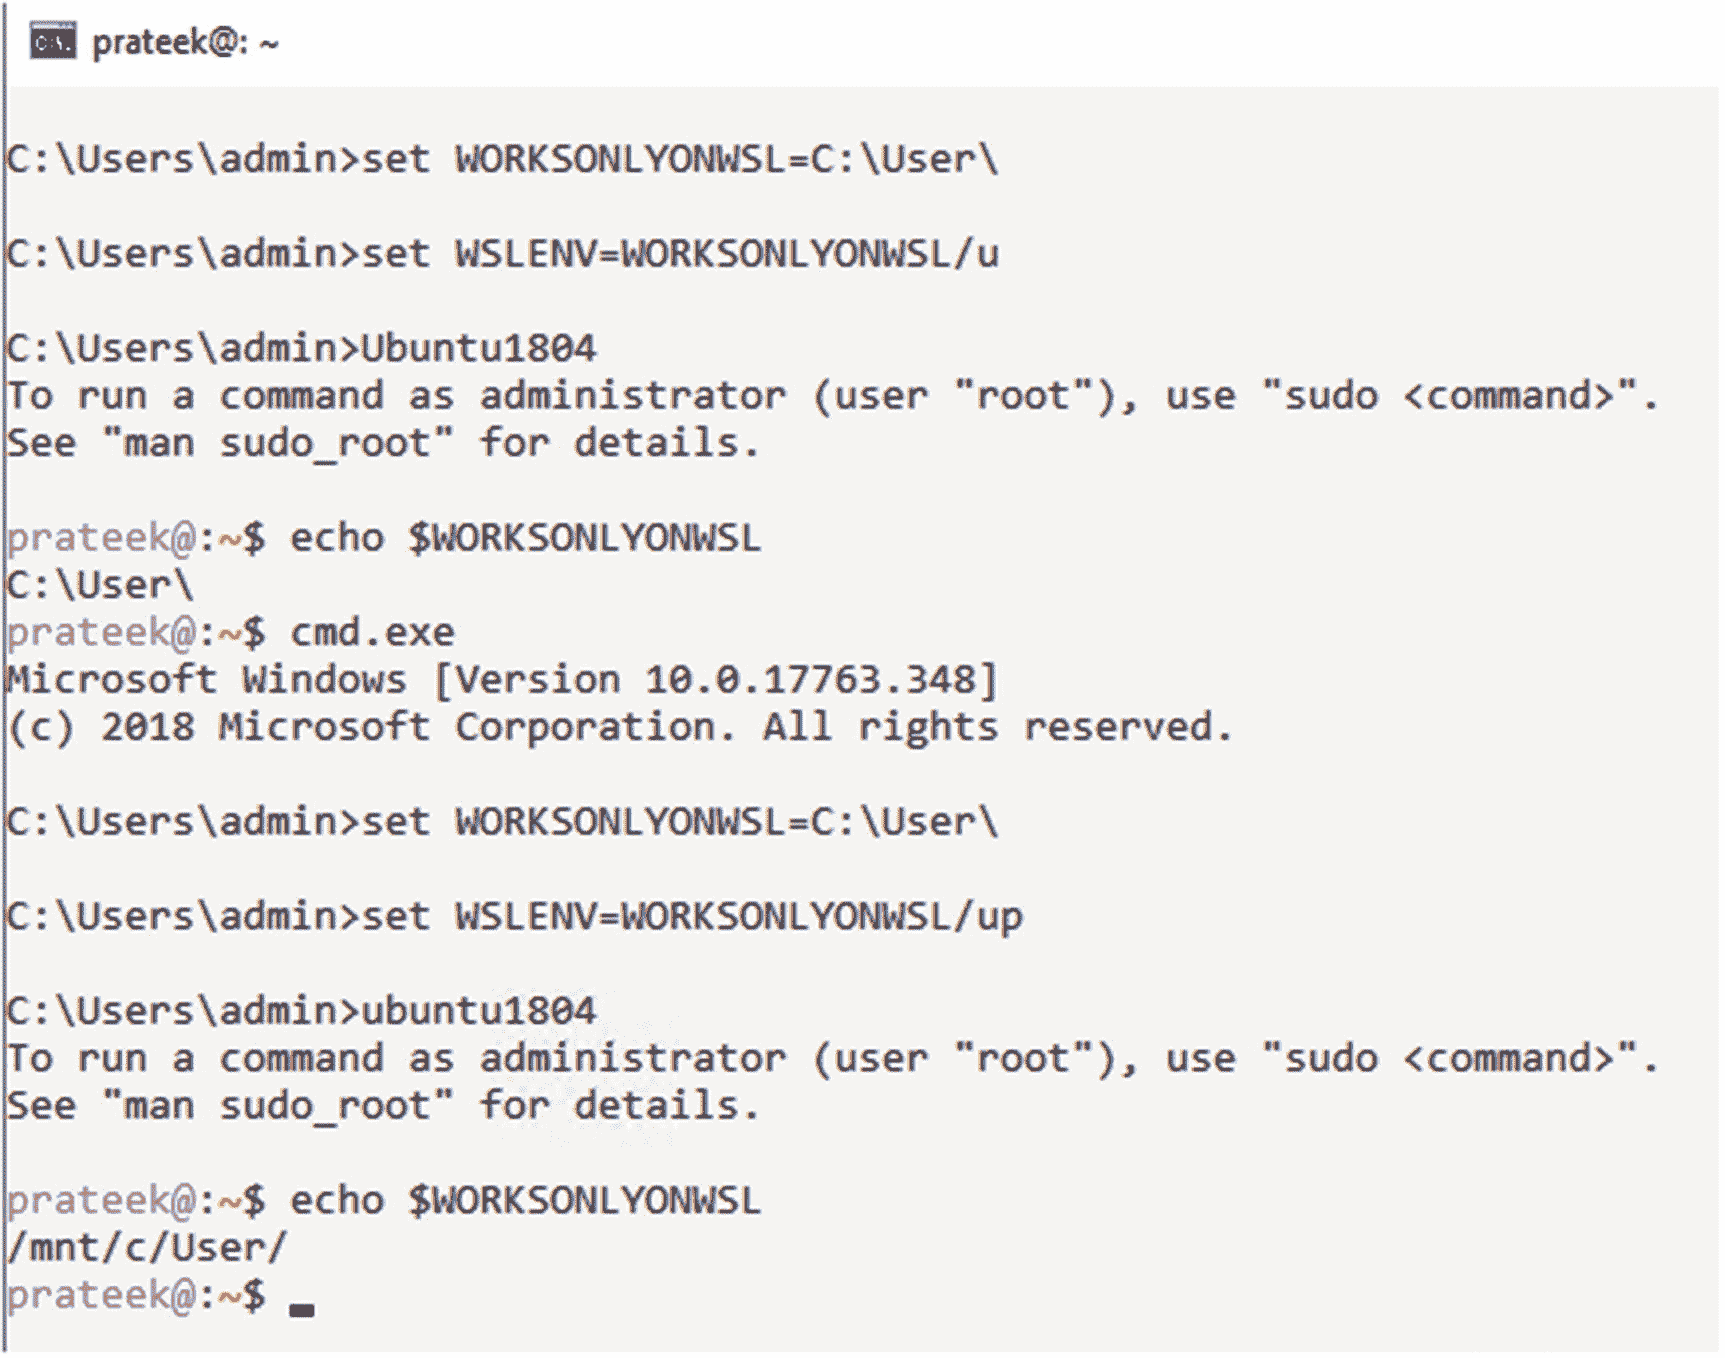 C:\. prateek@: ~
C:\Users\admin>set WORKSONLYONWSL=C:\User\
C:\Users\admin>set WSLENV=WORKSONLYONWSL/u
C:\Users\admin>Ubuntu1804
To run a command as administrator (user "root"), use "sudo <command>".
See "man sudo_root" for details.
prateek@:~$ echo $WORKSONLYONWSL
C:\User\
prateek@:~$ cmd.exe
Microsoft Windows [Version 10.0.17763.348]
(c) 2018 Microsoft Corporation. All rights reserved.
C:\Users\admin>set WORKSONLYONWSL=C:\User\
C:\Users\admin>set WSLENV=WORKSONLYONWSL/up
C:\Users\admin>ubuntu1804
To run a command as administrator (user "root"), use "sudo <command>".
See "man sudo_root" for details.
prateek@:~$ echo $WORKSONLYONWSL
/mnt/c/User/
prateek@:~$